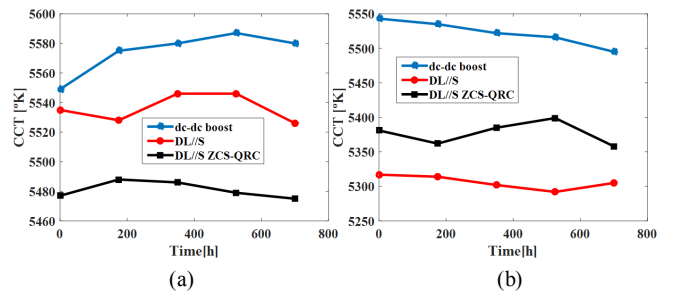 5600
5580
5560
5540
5520
5500
5480
5460
CCT [°K]
dc-dc boost
DL//S
DL//S ZCS-QRC
0 200 400 600 800
Time[h]
(a)
5550
5500
5450
5400
5350
5300
5250
CCT [°K]
dc-dc boost
DL//S
DL//S ZCS-QRC
0 200 400 600 800
Time[h]
(b)